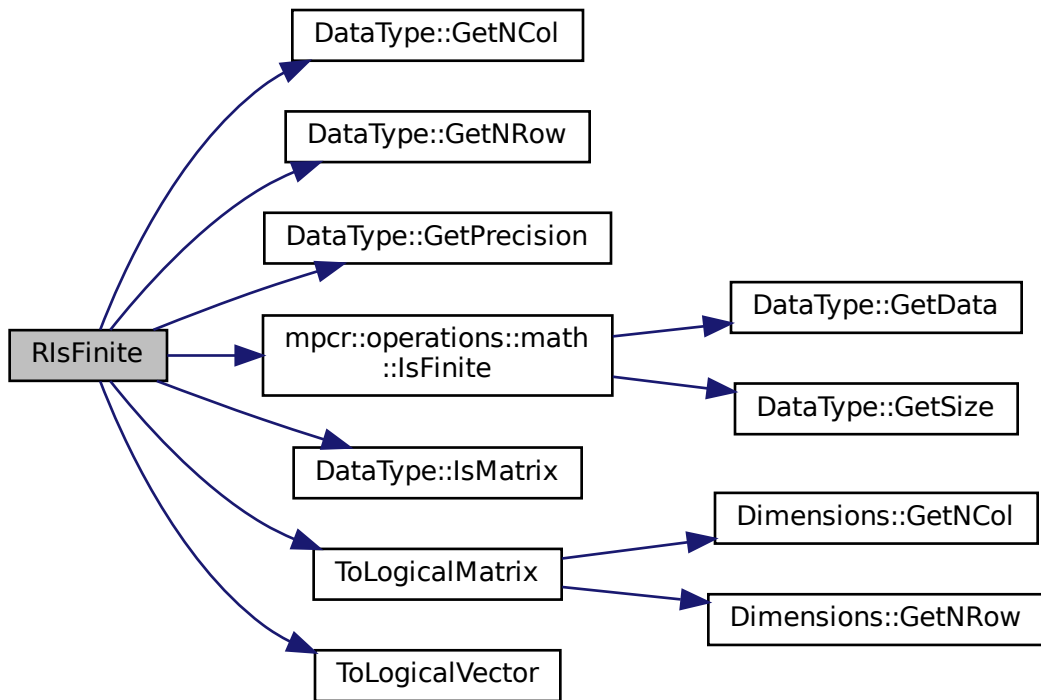 RIsFinite
DataType::GetNCol
DataType::GetNRow
DataType::GetPrecision
mpcr::operations::math
::IsFinite
DataType::GetData
DataType::GetSize
DataType::IsMatrix
ToLogicalMatrix
Dimensions::GetNCol
Dimensions::GetNRow
ToLogicalVector